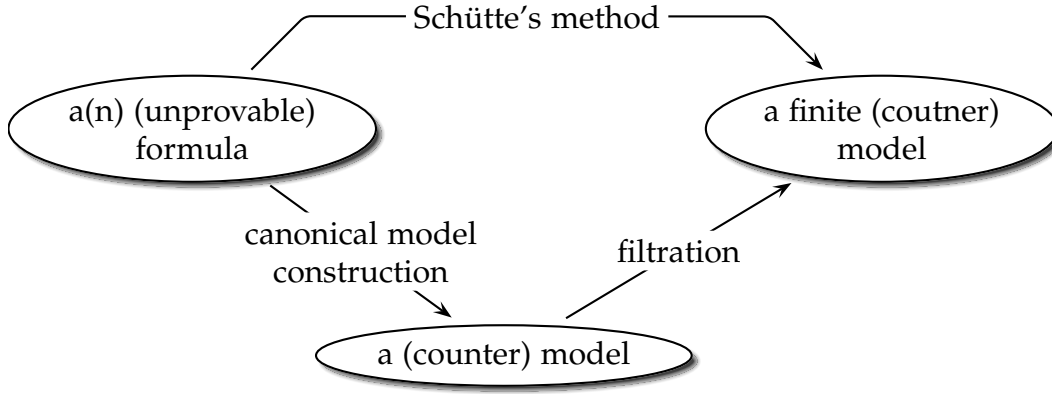 Schütte's method
a(n) (unprovable)
formula
a finite (coutner)
model
canonical model
construction
filtration
a (counter) model